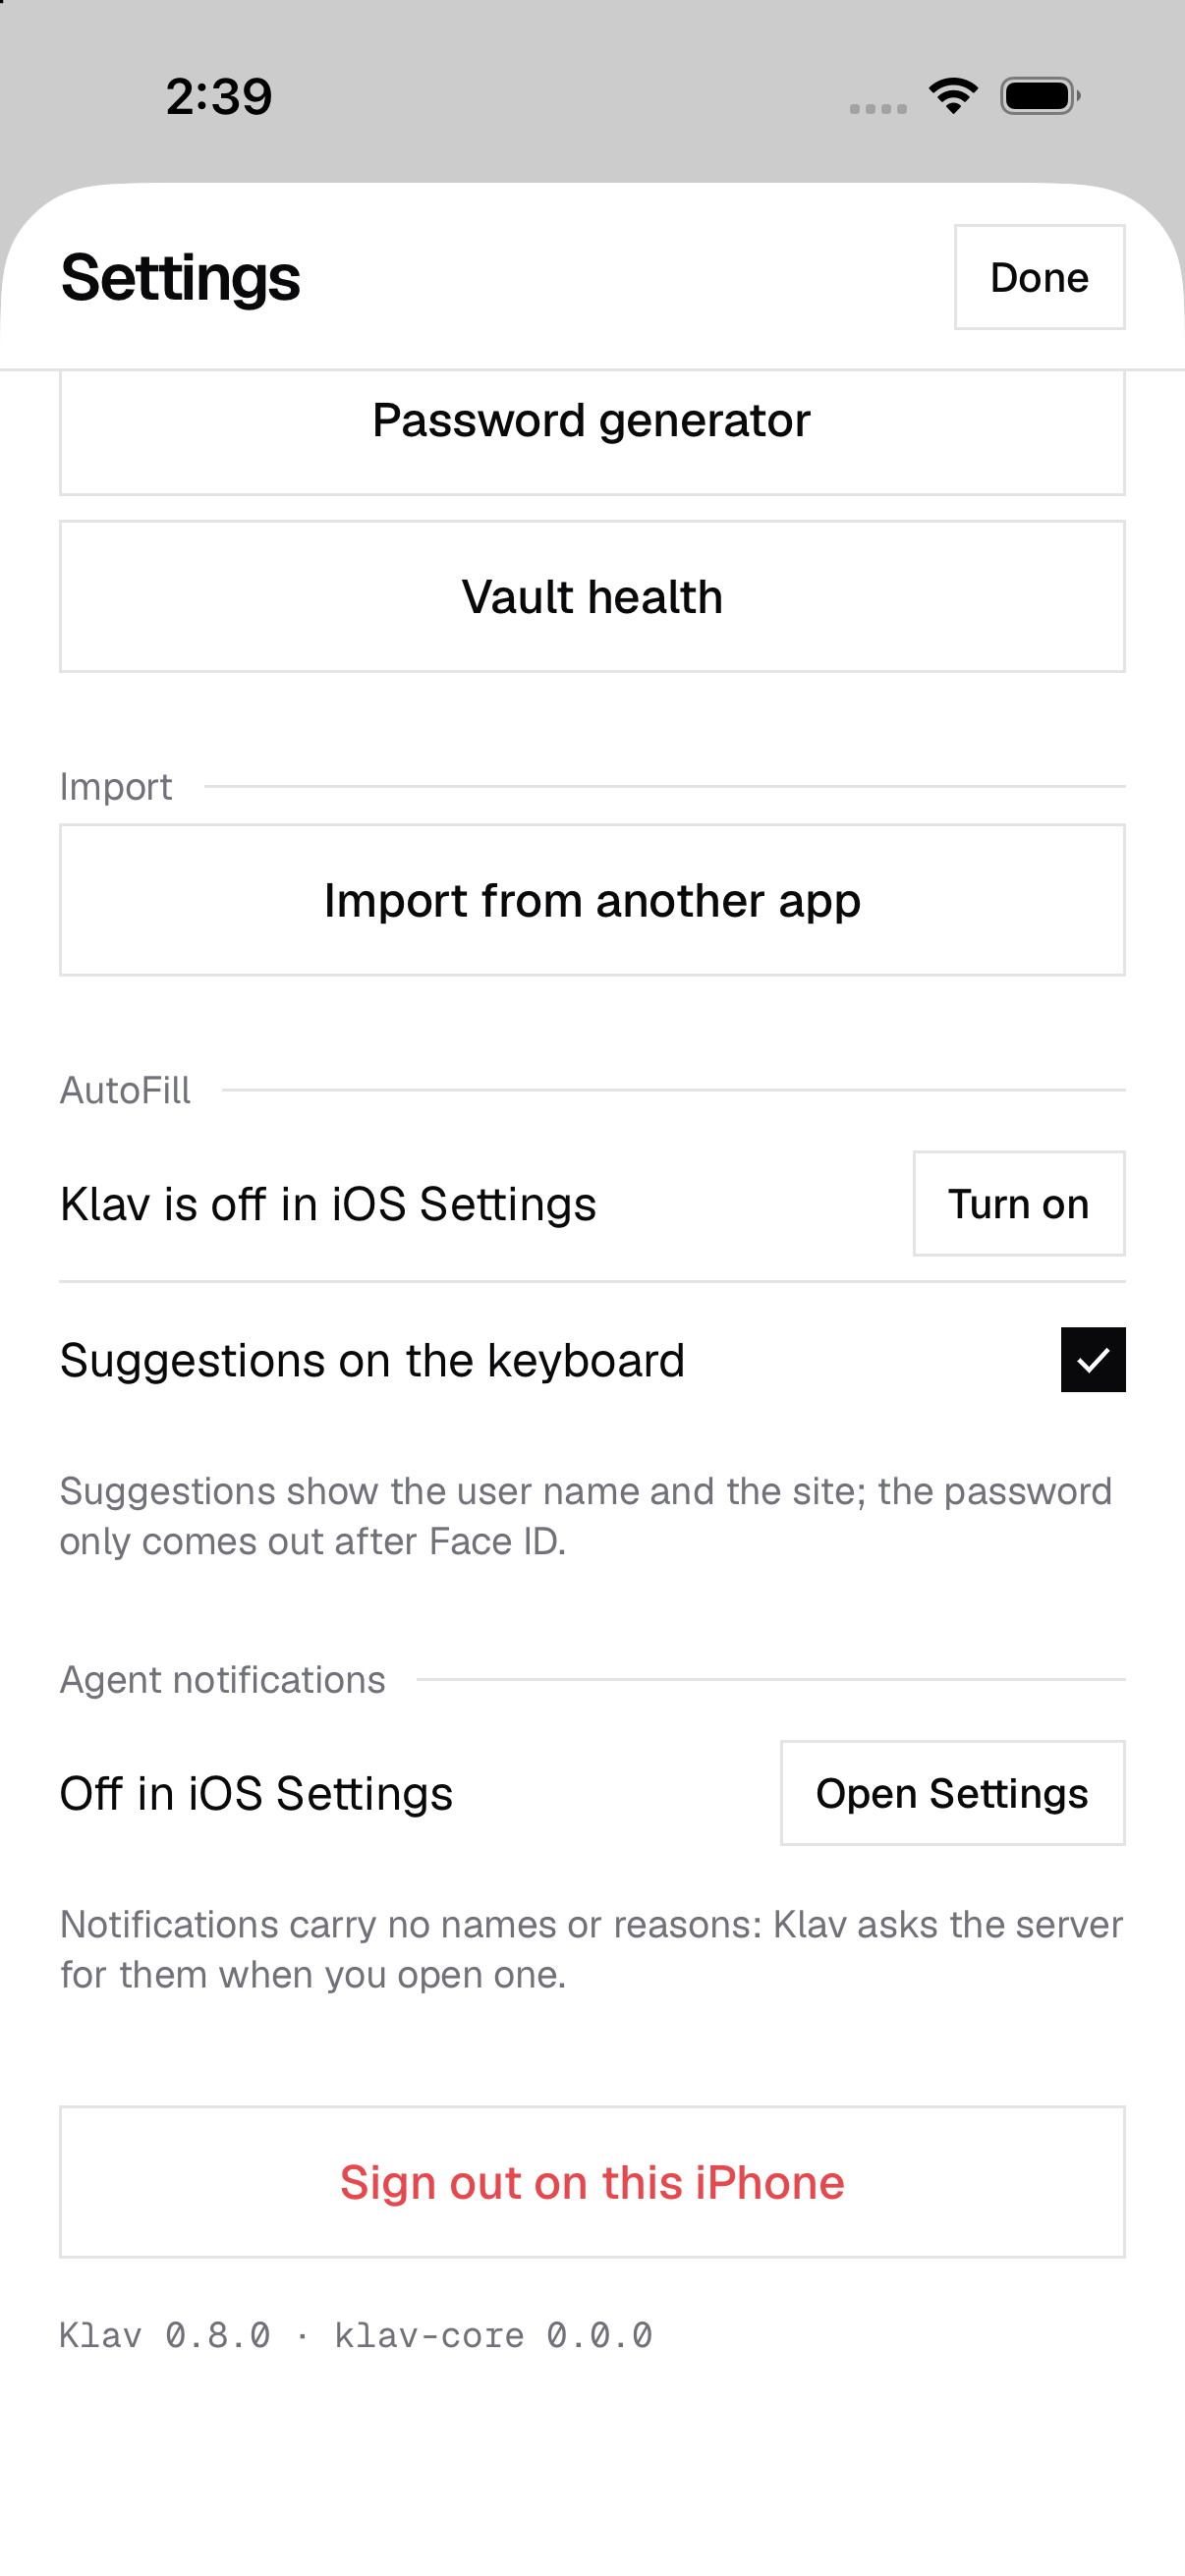 2:39
Settings
Done
Password generator
Vault health
Import
Import from another app
AutoFill
Klav is off in iOS Settings
Turn on
Suggestions on the keyboard
Suggestions show the user name and the site; the password
only comes out after Face ID.
Agent notifications
Off in iOS Settings
Open Settings
Notifications carry no names or reasons: Klav asks the server
for them when you open one.
Sign out on this iPhone
Klav 0.8.0 · klav-core 0.0.0